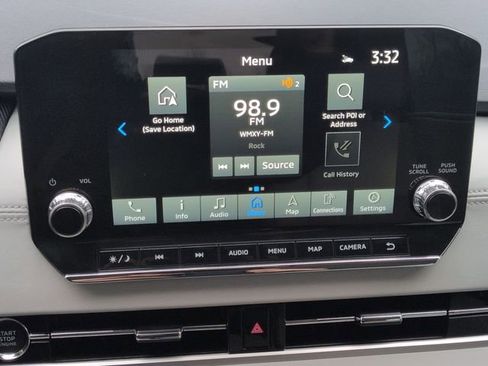 Menu
3:32
FM
2
98.9
FM
WMXY-FM
Rock
Source
Go Home
(Save Location)
Search POI or
Address
Call History
VOL
TUNE
SCROLL
PUSH
SOUND
Phone
Info
Audio
Map
Connections
Settings
AUDIO
MENU
MAP
CAMERA
START
STOP
ENGINE